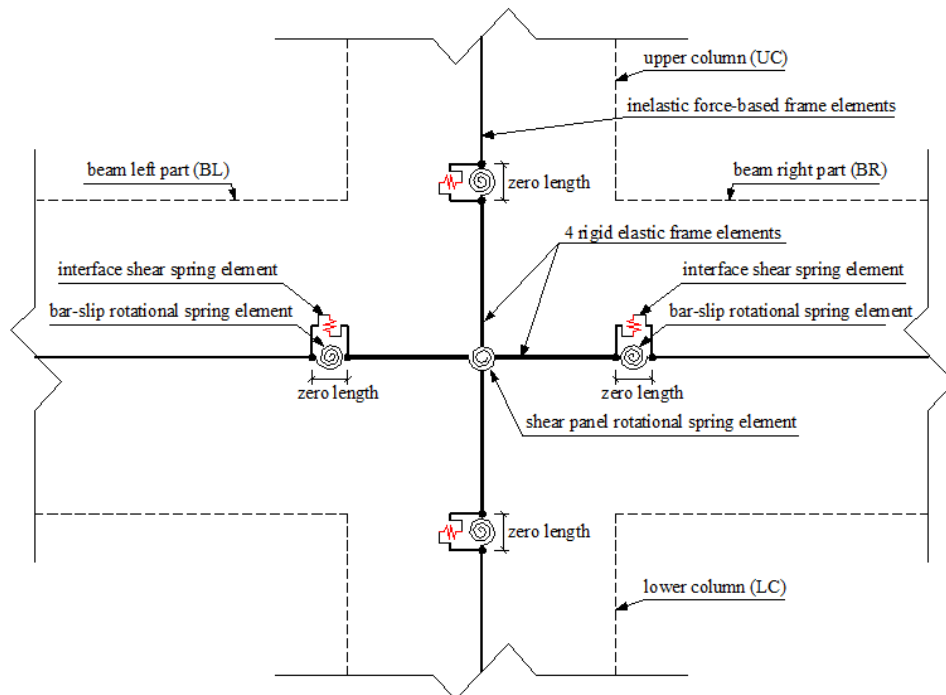 upper column (UC)
inelastic force-based frame elements
beam left part (BL)
zero length
beam right part (BR)
4 rigid elastic frame elements
interface shear spring element
interface shear spring element
bar-slip rotational spring element
bar-slip rotational spring element
zero length
zero length
shear panel rotational spring element
zero length
lower column (LC)